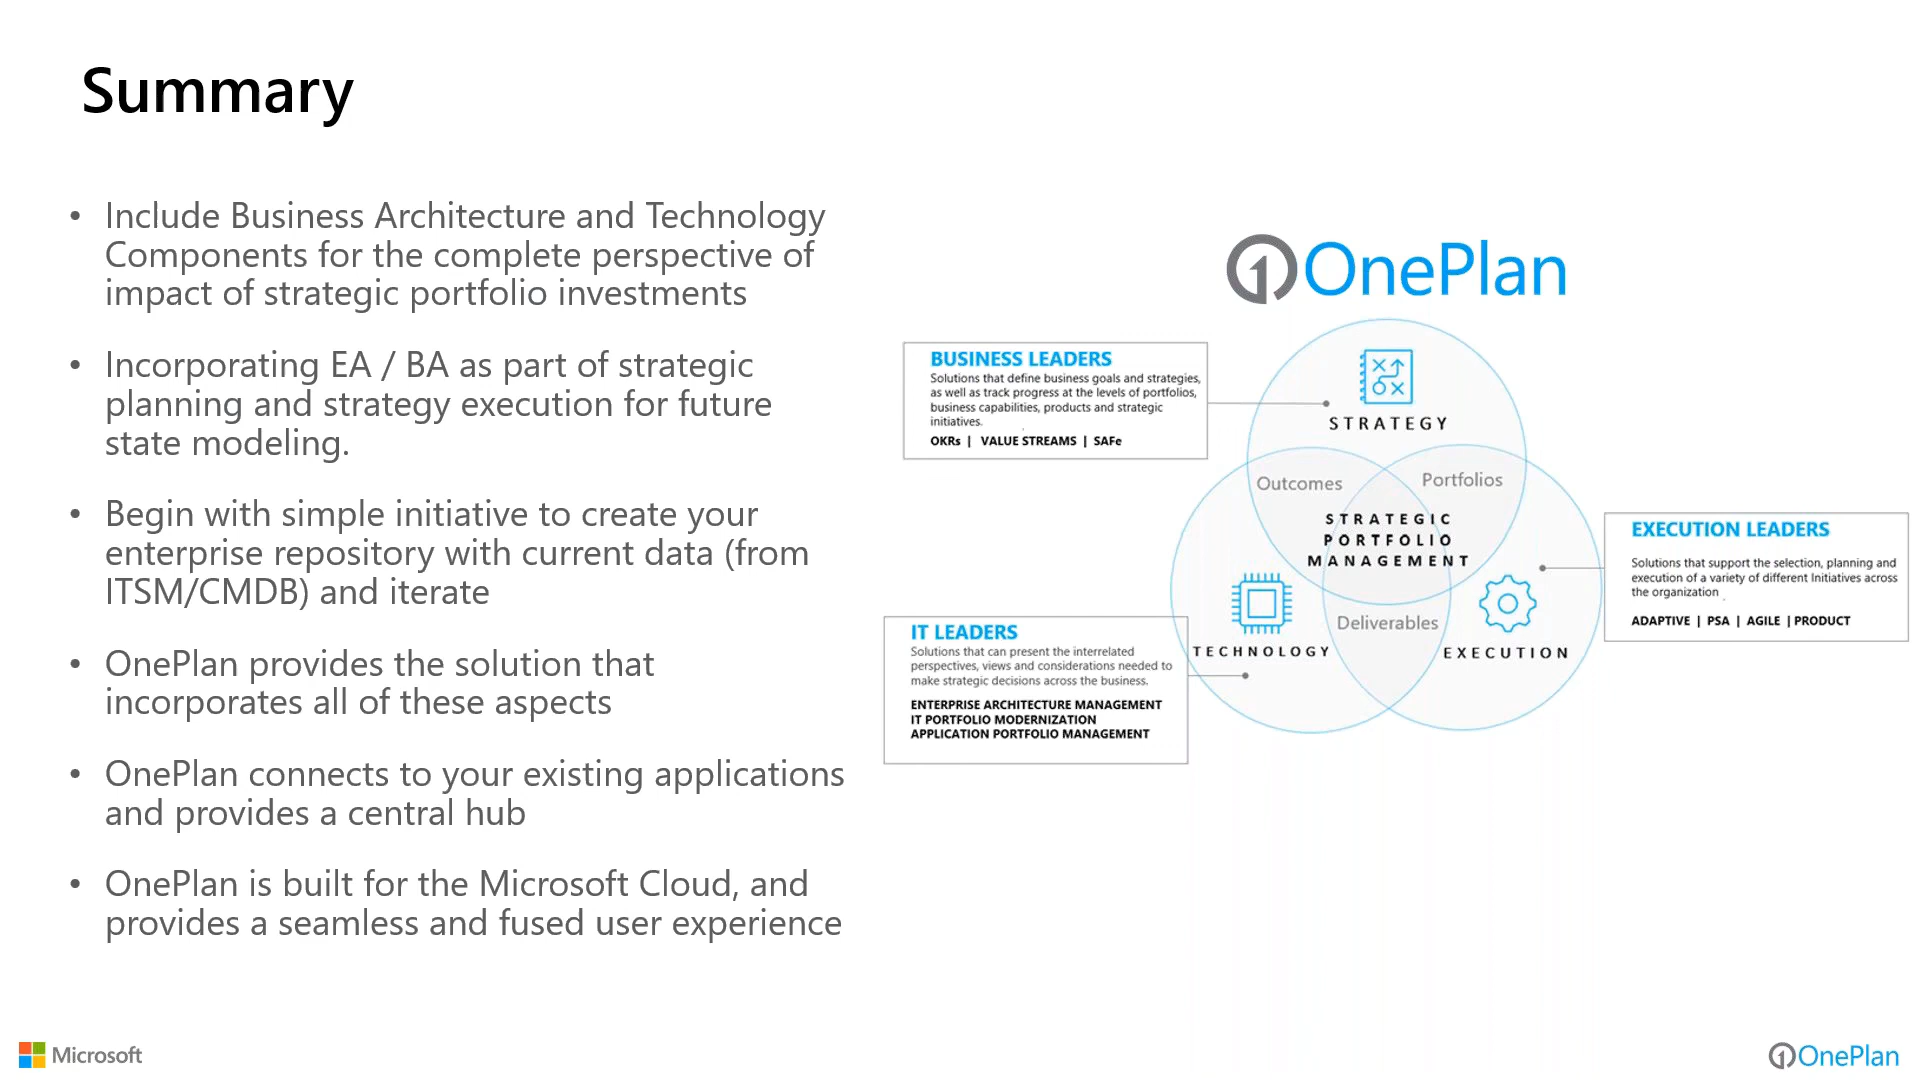 Summary
• Include Business Architecture and Technology
Components for the complete perspective of
impact of strategic portfolio investments
• Incorporating EA / BA as part of strategic
planning and strategy execution for future
state modeling.
• Begin with simple initiative to create your
enterprise repository with current data (from
ITSM/CMDB) and iterate
• OnePlan provides the solution that
incorporates all of these aspects
• OnePlan connects to your existing applications
and provides a central hub
• OnePlan is built for the Microsoft Cloud, and
provides a seamless and fused user experience
OnePlan
BUSINESS LEADERS
Solutions that define business goals and strategies,
as well as track progress at the levels of portfolios,
business capabilities, products and strategic
initiatives.
OKRs | VALUE STREAMS | SAFe
STRATEGY
Outcomes
Portfolios
STRATEGIC
PORTFOLIO
MANAGEMENT
EXECUTION LEADERS
Solutions that support the selection, planning and
execution of a variety of different Initiatives across
the organization
ADAPTIVE | PSA | AGILE | PRODUCT
Deliverables
TECHNOLOGY
EXECUTION
IT LEADERS
Solutions that can present the interrelated
perspectives, views and considerations needed to
make strategic decisions across the business.
ENTERPRISE ARCHITECTURE MANAGEMENT
IT PORTFOLIO MODERNIZATION
APPLICATION PORTFOLIO MANAGEMENT
Microsoft
OnePlan